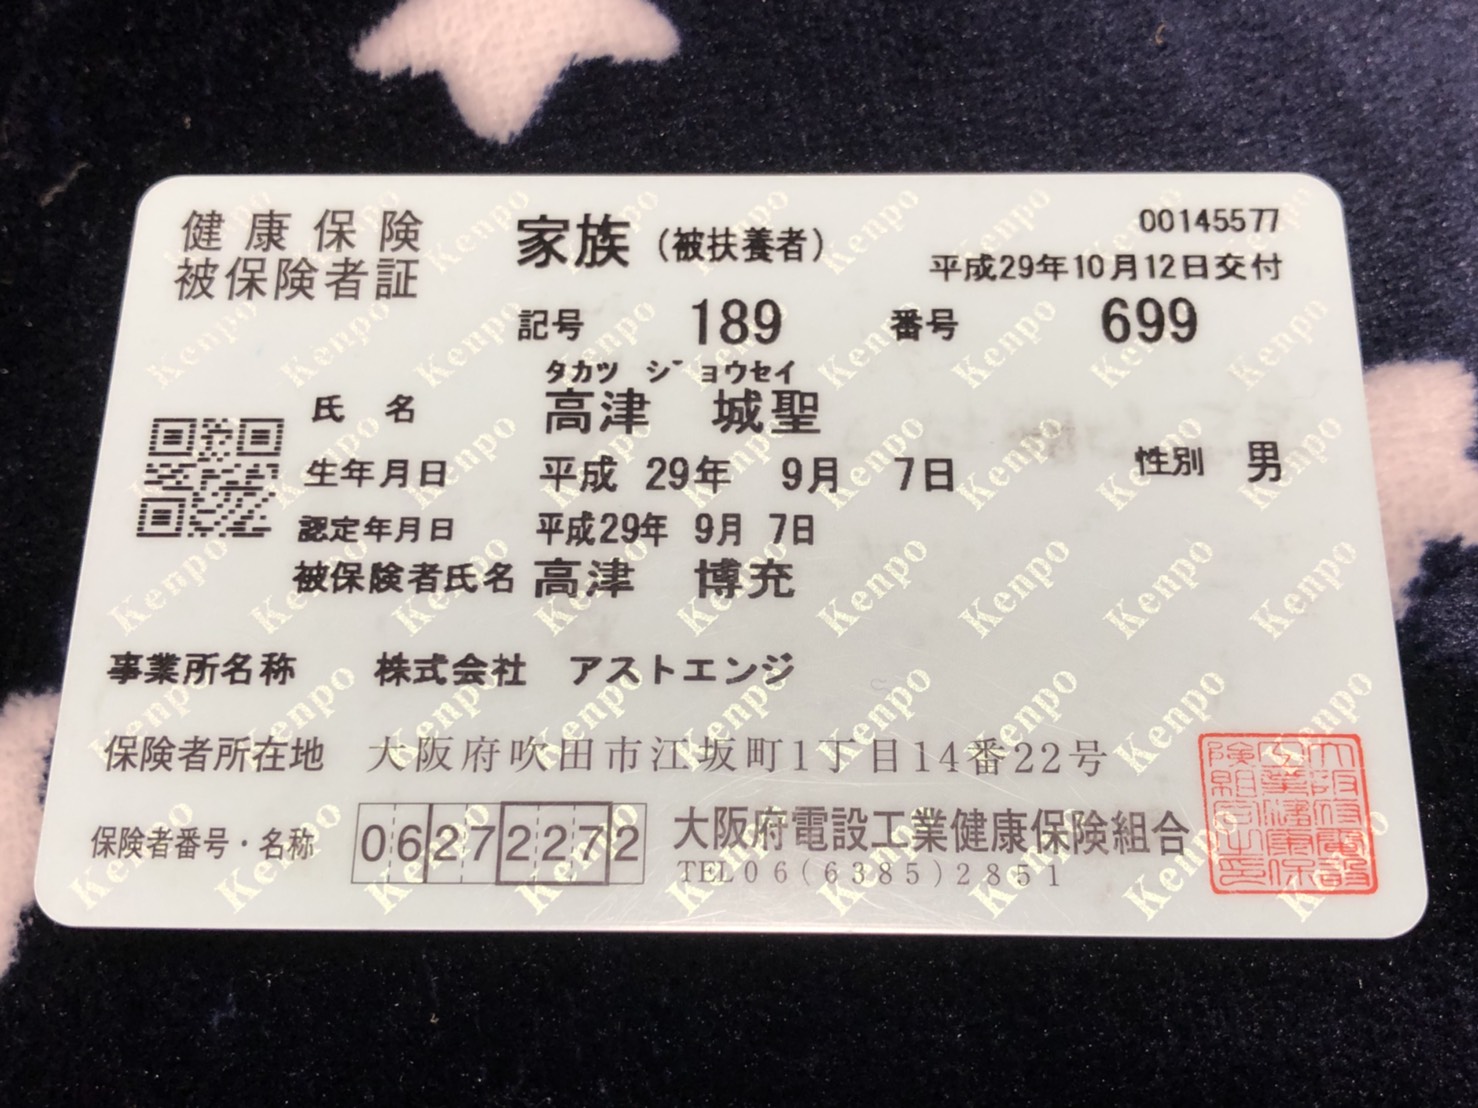 健康保険 家族（被扶養者） 00145577
被保険者証 平成29年10月12日交付
記号 189 番号 699
タカツ ジョウセイ
氏名 高津 城聖
生年月日 平成 29年 9月 7日 性別 男
認定年月日 平成29年 9月 7日
被保険者氏名 高津 博充
事業所名称 株式会社 アストエンジ
保険者所在地 大阪府吹田市江坂町1丁目14番22号
保険者番号・名称 06272272 大阪府電設工業健康保険組合
TEL06(6385)2851
Kenpo